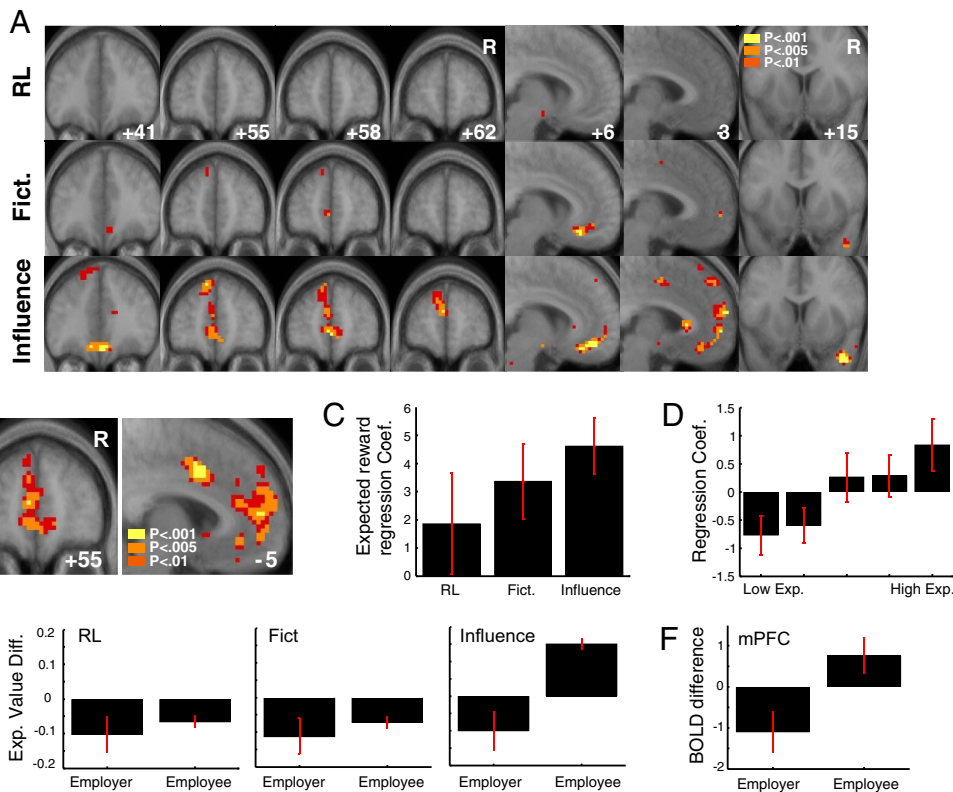 A
RL
R
P<.001
P<.005
P<.01
R
+41
+55
+58
+62
+6
-3
+15
Fict.
Influence
R
+55
P<.001
P<.005
P<.01
-5
C
Expected reward
regression Coef.
6
5
4
3
2
1
0
RL
Fict.
Influence
D
Regression Coef.
1.5
1
0.5
0
-0.5
-1
-1.5
Low Exp.
High Exp.
Exp. Value Diff.
0.2
0.1
0
-0.1
-0.2
RL
Employer
Employee
Fict
Employer
Employee
Influence
Employer
Employee
F
BOLD difference
mPFC
1
0
-1
-2
Employer
Employee